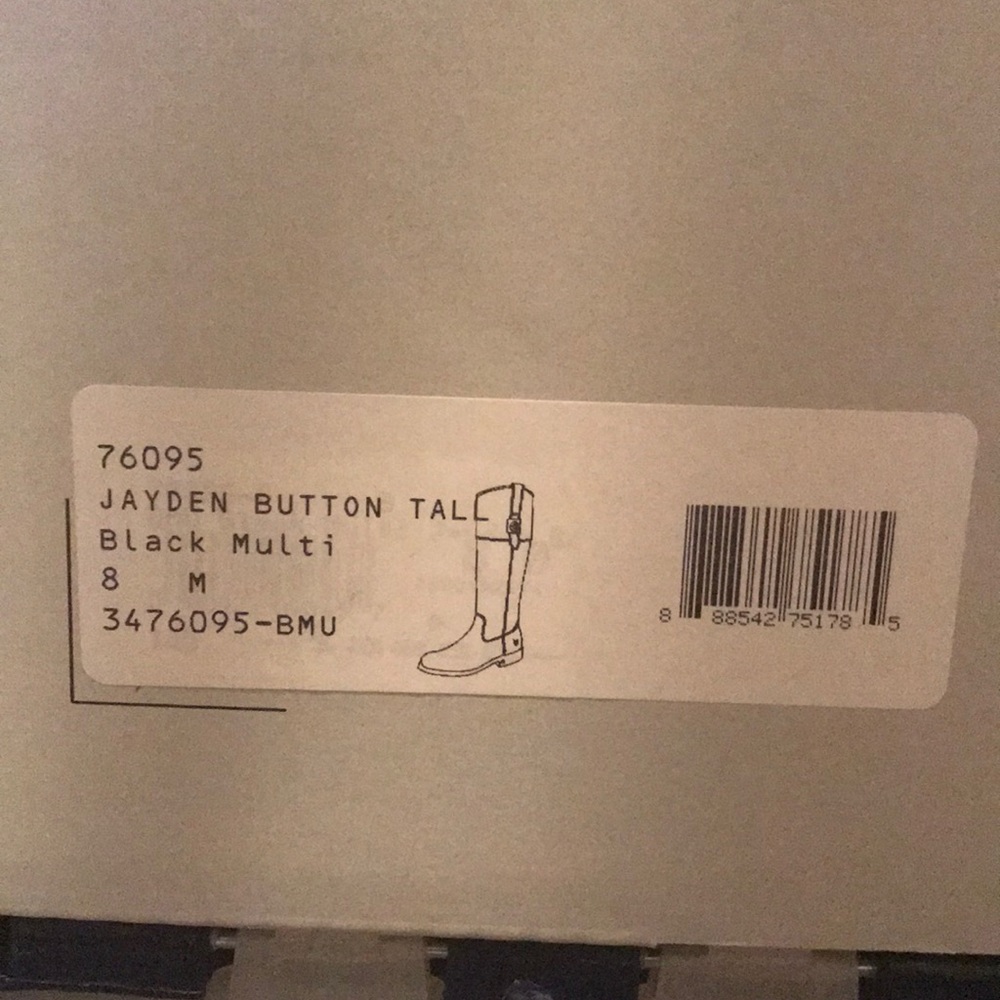 76095
JAYDEN BUTTON TALL
Black Multi
8 M
3476095-BMU
8 88542 75178 5